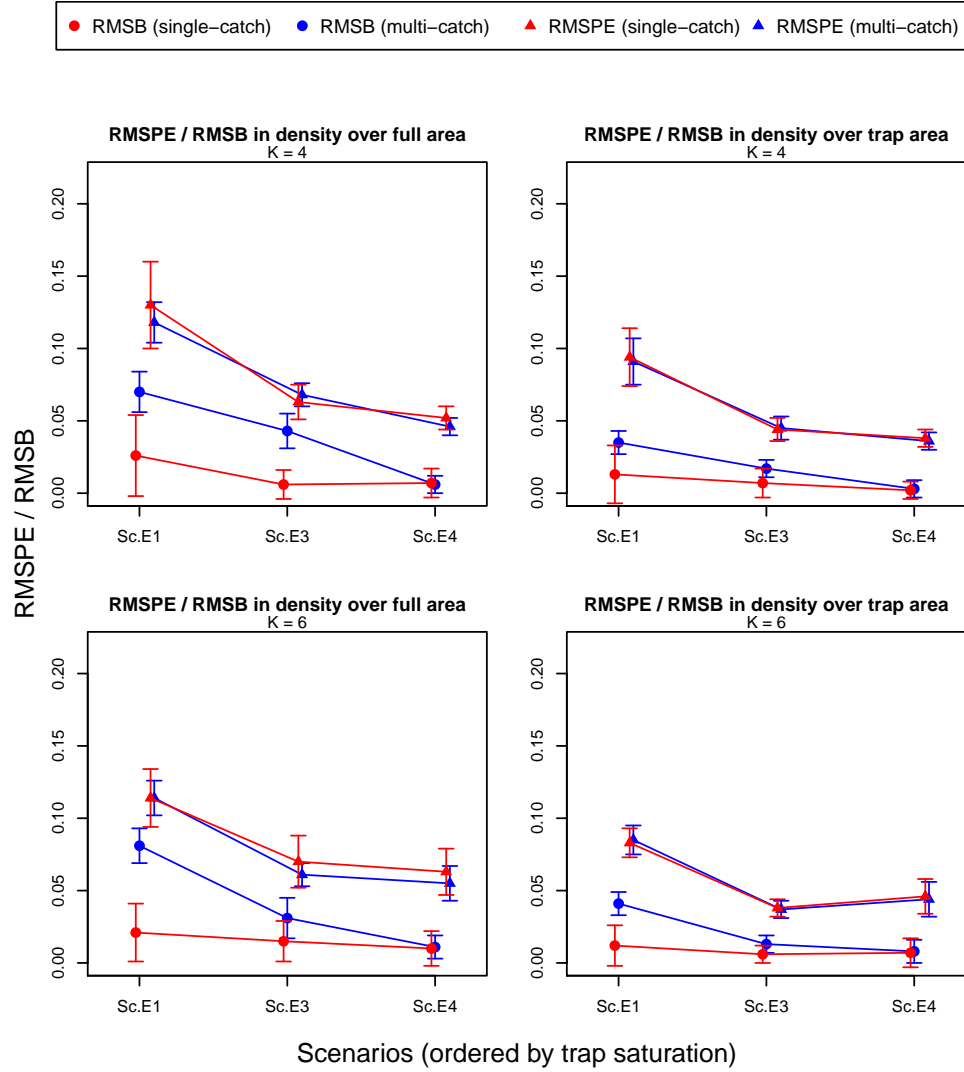 RMSB (single−catch) RMSB (multi−catch) RMSPE (single−catch) RMSPE (multi−catch)
RMSPE / RMSB in density over full area
K = 4
0.00 0.05 0.10 0.15 0.20
Sc.E1 Sc.E3 Sc.E4
RMSPE / RMSB in density over trap area
K = 4
0.00 0.05 0.10 0.15 0.20
Sc.E1 Sc.E3 Sc.E4
RMSPE / RMSB in density over full area
K = 6
0.00 0.05 0.10 0.15 0.20
Sc.E1 Sc.E3 Sc.E4
RMSPE / RMSB in density over trap area
K = 6
0.00 0.05 0.10 0.15 0.20
Sc.E1 Sc.E3 Sc.E4
RMSPE / RMSB
Scenarios (ordered by trap saturation)